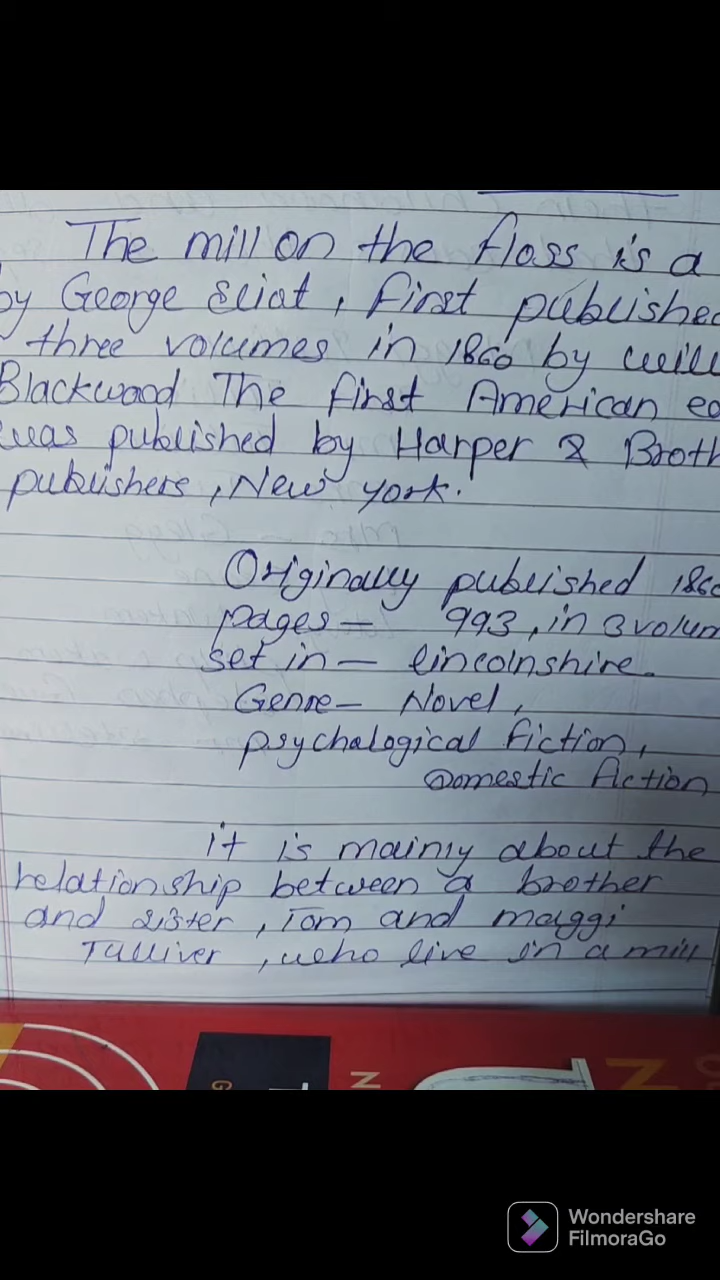 The mill on the floss is a
by George Eliot, first published
three volumes in 1860 by will
Blackwood The first American ed
was published by Harper & Broth
publishers, New york.
Originally published 1860
pages – 993, in 3 volum
set in – lincolnshire.
Genre – Novel,
psychological fiction,
Domestic fiction
it is mainly about the
relationship between a brother
and sister, Tom and maggi
Tulliver, who live in a mill
Wondershare
FilmoraGo